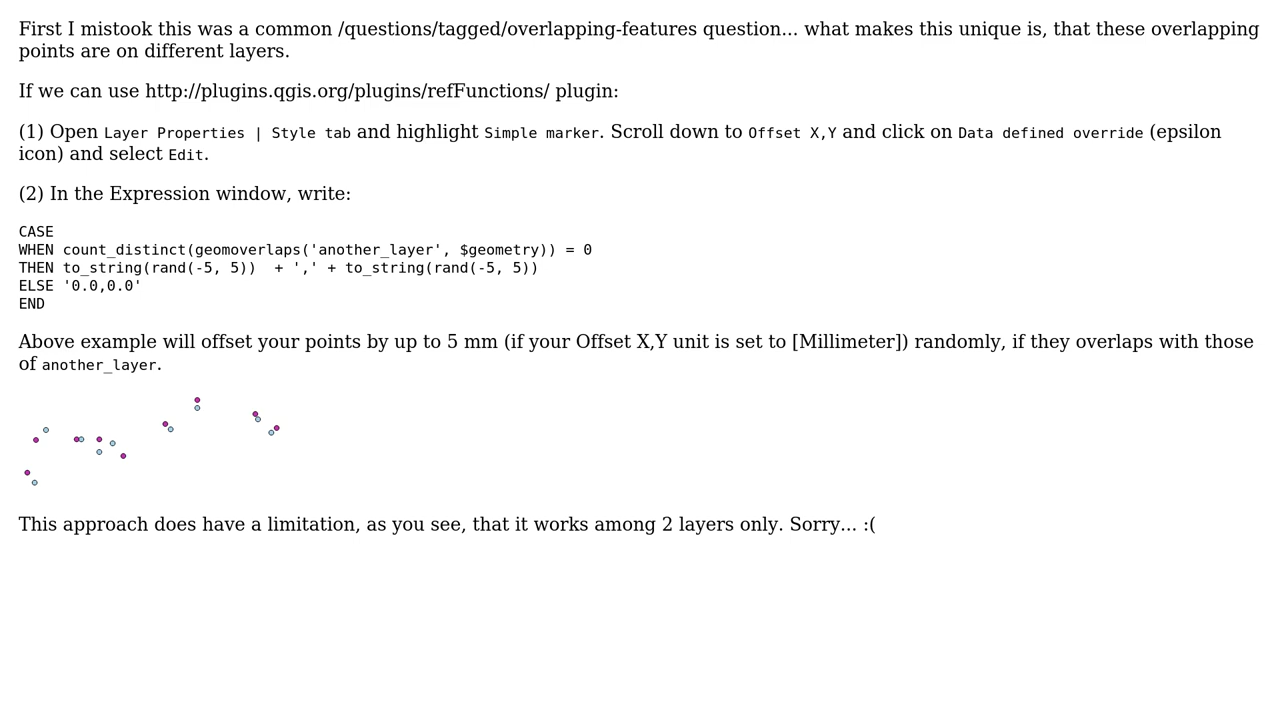 First I mistook this was a common /questions/tagged/overlapping-features question... what makes this unique is, that these overlapping
points are on different layers.
If we can use http://plugins.qgis.org/plugins/refFunctions/ plugin:
(1) Open Layer Properties | Style tab and highlight Simple marker. Scroll down to Offset X,Y and click on Data defined override (epsilon
icon) and select Edit.
(2) In the Expression window, write:
CASE
WHEN count_distinct(geomoverlaps('another_layer', $geometry)) = 0
THEN to_string(rand(-5, 5))  + ',' + to_string(rand(-5, 5))
ELSE '0.0,0.0'
END
Above example will offset your points by up to 5 mm (if your Offset X,Y unit is set to [Millimeter]) randomly, if they overlaps with those
of another_layer.
This approach does have a limitation, as you see, that it works among 2 layers only. Sorry... :(